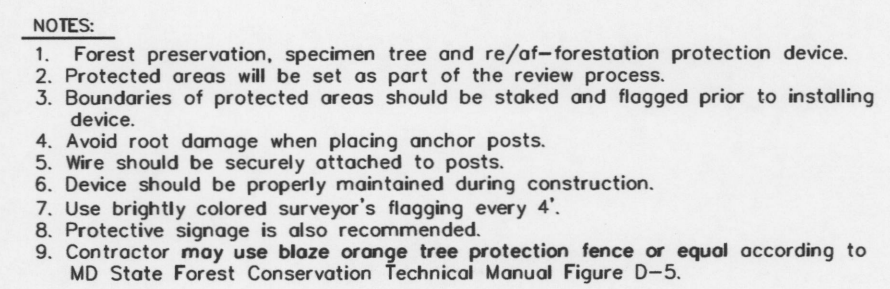 NOTES:
1. Forest preservation, specimen tree and re/af-forestation protection device.
2. Protected areas will be set as part of the review process.
3. Boundaries of protected areas should be staked and flagged prior to installing
device.
4. Avoid root damage when placing anchor posts.
5. Wire should be securely attached to posts.
6. Device should be properly maintained during construction.
7. Use brightly colored surveyor's flagging every 4'.
8. Protective signage is also recommended.
9. Contractor may use blaze orange tree protection fence or equal according to
MD State Forest Conservation Technical Manual Figure D-5.